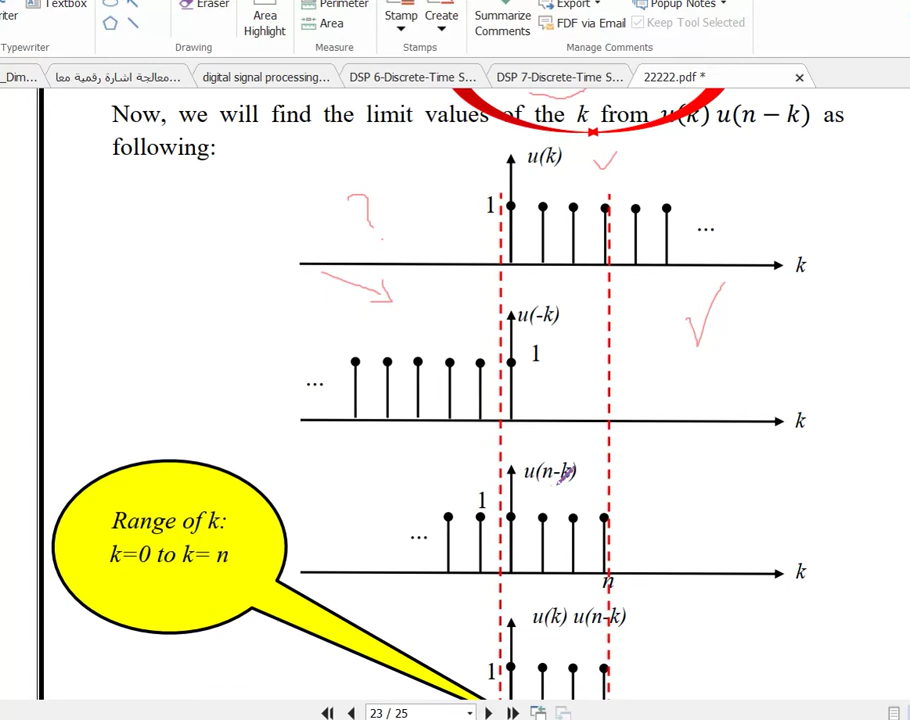 Eraser
Textbox
Area
Highlight
Perimeter
Area
Stamp
Create
Summarize
Comments
Export
FDF via Email
Popup Notes
Keep Tool Selected
Typewriter
Drawing
Measure
Stamps
Manage Comments
_Dim...
معالجة اشارة رقمية معا...
digital signal processing...
DSP 6-Discrete-Time S...
DSP 7-Discrete-Time S...
22222.pdf *
Now, we will find the limit values of the k from u(k) u(n − k) as
following:
u(k)
1
...
k
?
u(-k)
1
...
k
u(n-k)
1
...
n
k
Range of k:
k=0 to k= n
u(k) u(n-k)
1
23 / 25